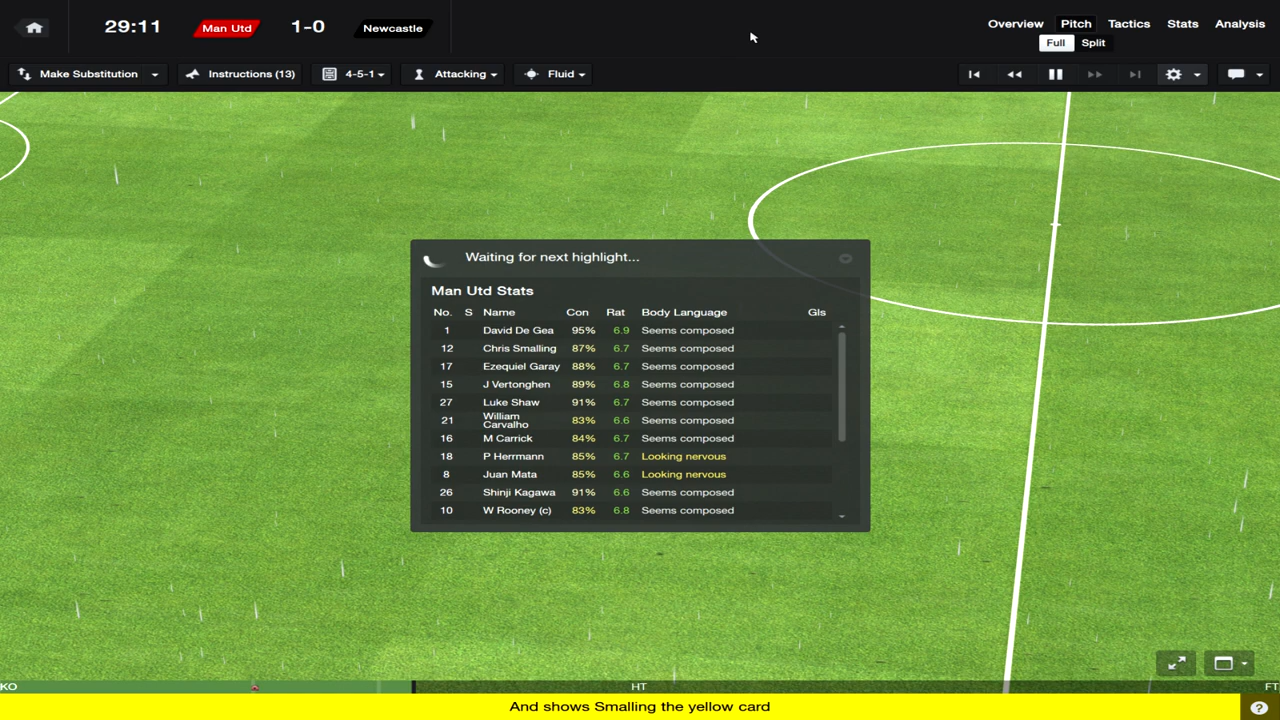 29:11 Man Utd 1-0 Newcastle
Overview Pitch Tactics Stats Analysis
Full Split
Make Substitution Instructions (13) 4-5-1 Attacking Fluid
Waiting for next highlight...
Man Utd Stats
No. S Name Con Rat Body Language Gls
1 David De Gea 95% 6.9 Seems composed
12 Chris Smalling 87% 6.7 Seems composed
17 Ezequiel Garay 88% 6.7 Seems composed
15 J Vertonghen 89% 6.8 Seems composed
27 Luke Shaw 91% 6.7 Seems composed
21 William Carvalho 83% 6.6 Seems composed
16 M Carrick 84% 6.7 Seems composed
18 P Herrmann 85% 6.7 Looking nervous
8 Juan Mata 85% 6.6 Looking nervous
26 Shinji Kagawa 91% 6.6 Seems composed
10 W Rooney (c) 83% 6.8 Seems composed
KO HT FT
And shows Smalling the yellow card
?